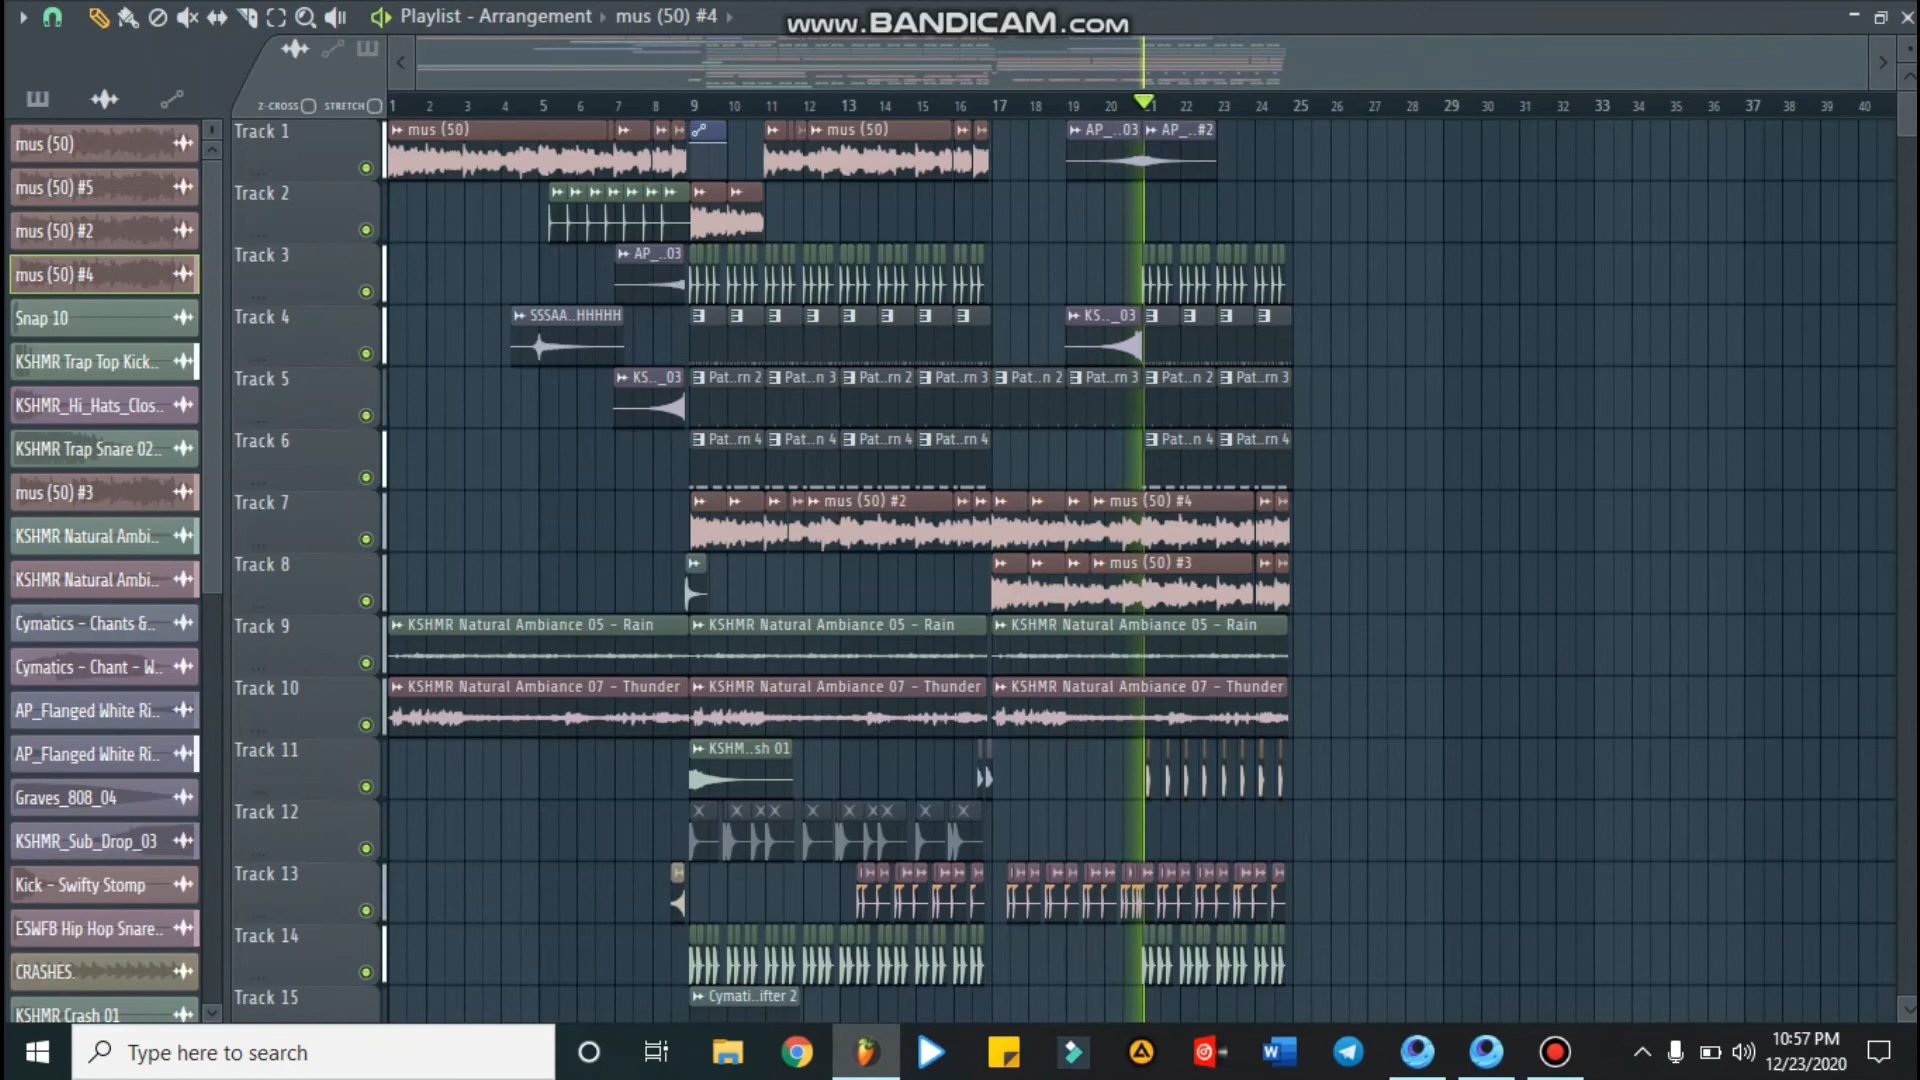 Playlist - Arrangement mus (50) #4
www.BANDICAM.com
Z-CROSS STRETCH
1 2 3 4 5 6 7 8 9 10 11 12 13 14 15 16 17 18 19 20 21 22 23 24 25 26 27 28 29 30 31 32 33 34 35 36 37 38 39 40
mus (50)
mus (50) #5
mus (50) #2
mus (50) #4
Snap 10
KSHMR Trap Top Kick..
KSHMR_Hi_Hats_Clos..
KSHMR Trap Snare 02..
mus (50) #3
KSHMR Natural Ambi..
KSHMR Natural Ambi..
Cymatics - Chants &..
Cymatics - Chant - W..
AP_Flanged White Ri..
AP_Flanged White Ri..
Graves_808_04
KSHMR_Sub_Drop_03
Kick - Swifty Stomp
ESWFB Hip Hop Snare..
CRASHES.
KSHMR Crash 01
Track 1 mus (50) mus (50) AP_..03 AP_..#2
Track 2
Track 3 AP_..03
Track 4 SSSAA..HHHHH KS.._03
Track 5 KS.._03 Pat..rn 2 Pat..n 3 Pat..rn 2 Pat..rn 3 Pat..rn 2 Pat..rn 3 Pat..n 2 Pat..rn 3
Track 6 Pat..rn 4 Pat..n 4 Pat..rn 4 Pat..rn 4 Pat..n 4 Pat..rn 4
Track 7 mus (50) #2 mus (50) #4
Track 8 mus (50) #3
Track 9 KSHMR Natural Ambiance 05 - Rain KSHMR Natural Ambiance 05 - Rain KSHMR Natural Ambiance 05 - Rain
Track 10 KSHMR Natural Ambiance 07 - Thunder KSHMR Natural Ambiance 07 - Thunder KSHMR Natural Ambiance 07 - Thunder
Track 11 KSHM..sh 01
Track 12
Track 13
Track 14
Track 15 Cymati..ifter 2
Type here to search
10:57 PM
12/23/2020